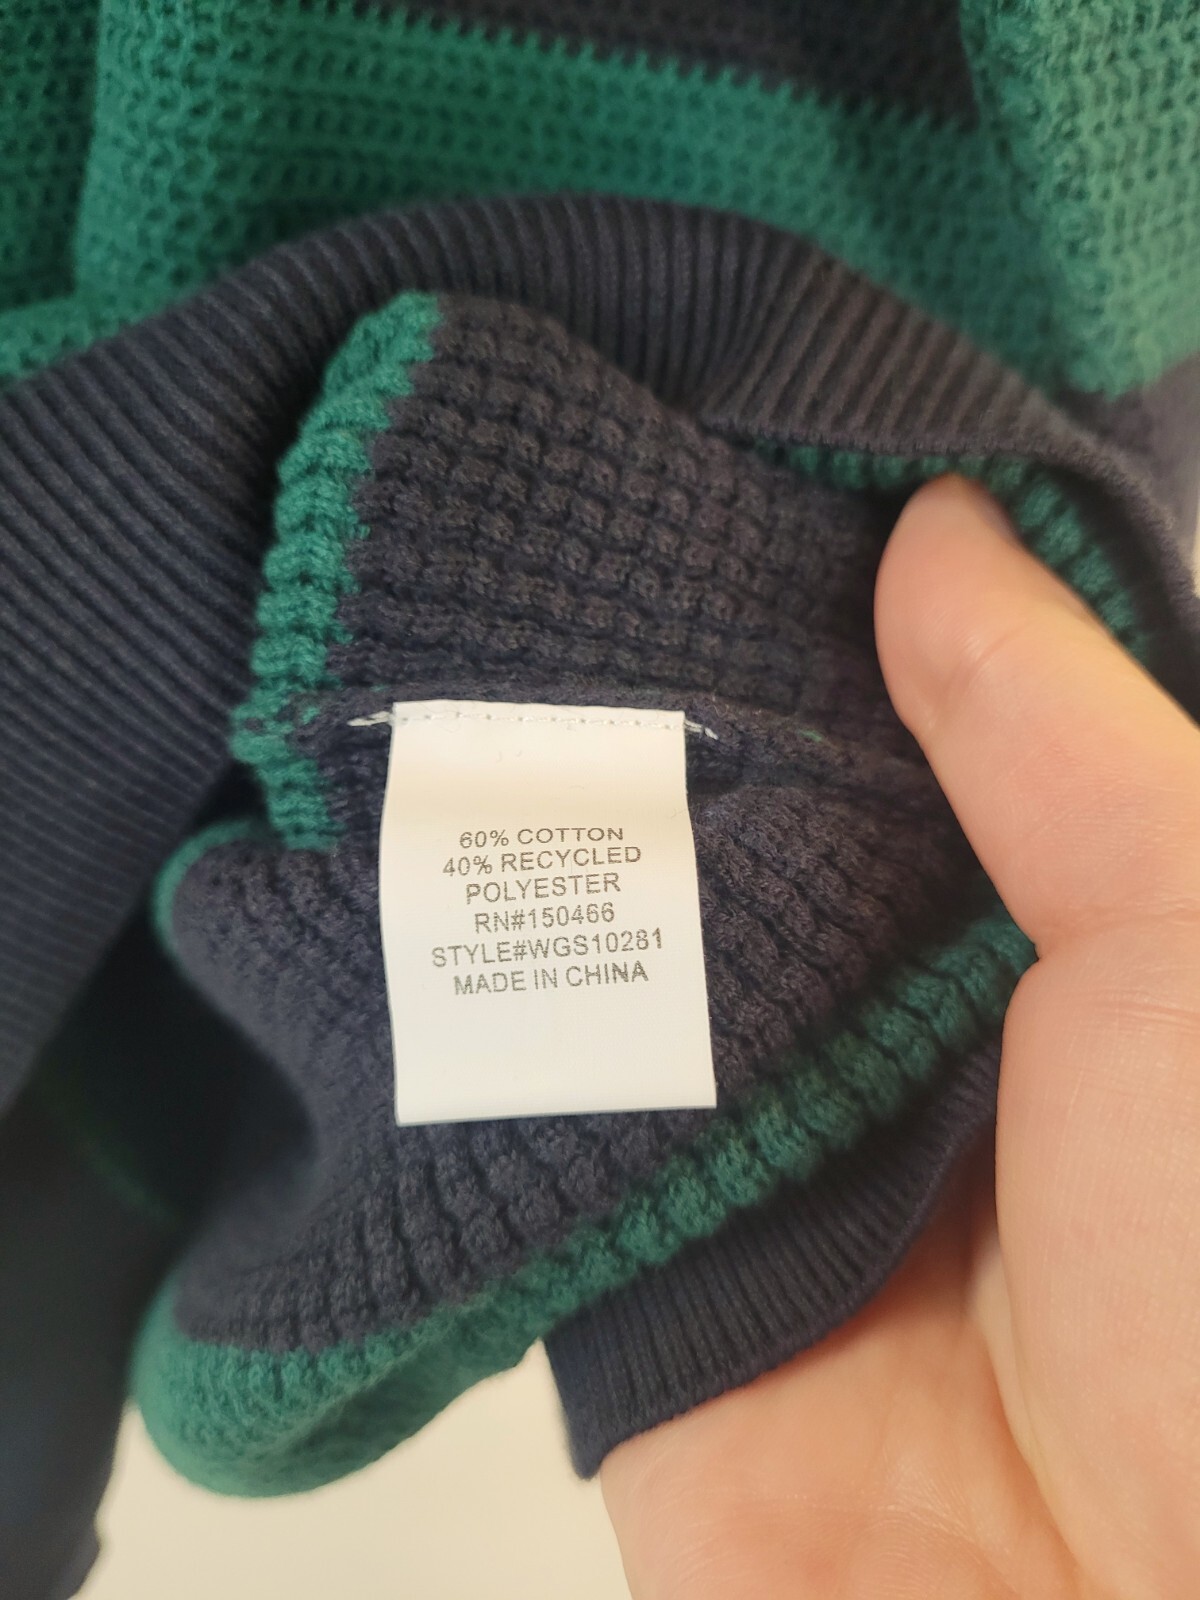 60% COTTON
40% RECYCLED
POLYESTER
RN#150466
STYLE#WGS10281
MADE IN CHINA